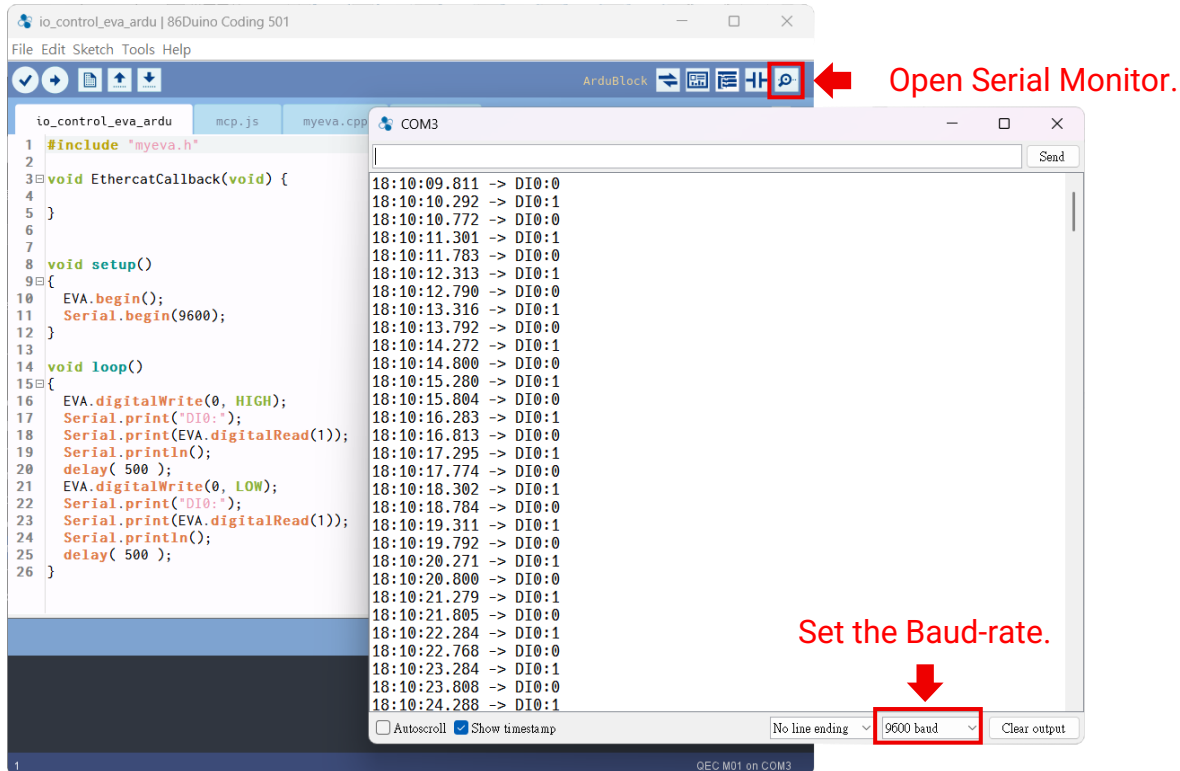 io_control_eva_ardu | 86Duino Coding 501
File Edit Sketch Tools Help
ArduBlock
Open Serial Monitor.
io_control_eva_ardu
mcp.js
myeva.cpp
1 #include "myeva.h"
2
3 void EthercatCallback(void) {
4
5 }
6
7
8 void setup()
9 {
10 EVA.begin();
11 Serial.begin(9600);
12 }
13
14 void loop()
15 {
16 EVA.digitalWrite(0, HIGH);
17 Serial.print("DI0:");
18 Serial.print(EVA.digitalRead(1));
19 Serial.println();
20 delay( 500 );
21 EVA.digitalWrite(0, LOW);
22 Serial.print("DI0:");
23 Serial.print(EVA.digitalRead(1));
24 Serial.println();
25 delay( 500 );
26 }
COM3
Send
18:10:09.811 -> DI0:0
18:10:10.292 -> DI0:1
18:10:10.772 -> DI0:0
18:10:11.301 -> DI0:1
18:10:11.783 -> DI0:0
18:10:12.313 -> DI0:1
18:10:12.790 -> DI0:0
18:10:13.316 -> DI0:1
18:10:13.792 -> DI0:0
18:10:14.272 -> DI0:1
18:10:14.800 -> DI0:0
18:10:15.280 -> DI0:1
18:10:15.804 -> DI0:0
18:10:16.283 -> DI0:1
18:10:16.813 -> DI0:0
18:10:17.295 -> DI0:1
18:10:17.774 -> DI0:0
18:10:18.302 -> DI0:1
18:10:18.784 -> DI0:0
18:10:19.311 -> DI0:1
18:10:19.792 -> DI0:0
18:10:20.271 -> DI0:1
18:10:20.800 -> DI0:0
18:10:21.279 -> DI0:1
18:10:21.805 -> DI0:0
18:10:22.284 -> DI0:1
18:10:22.768 -> DI0:0
18:10:23.284 -> DI0:1
18:10:23.808 -> DI0:0
18:10:24.288 -> DI0:1
Set the Baud-rate.
Autoscroll
Show timestamp
No line ending
9600 baud
Clear output
1
QEC M01 on COM3